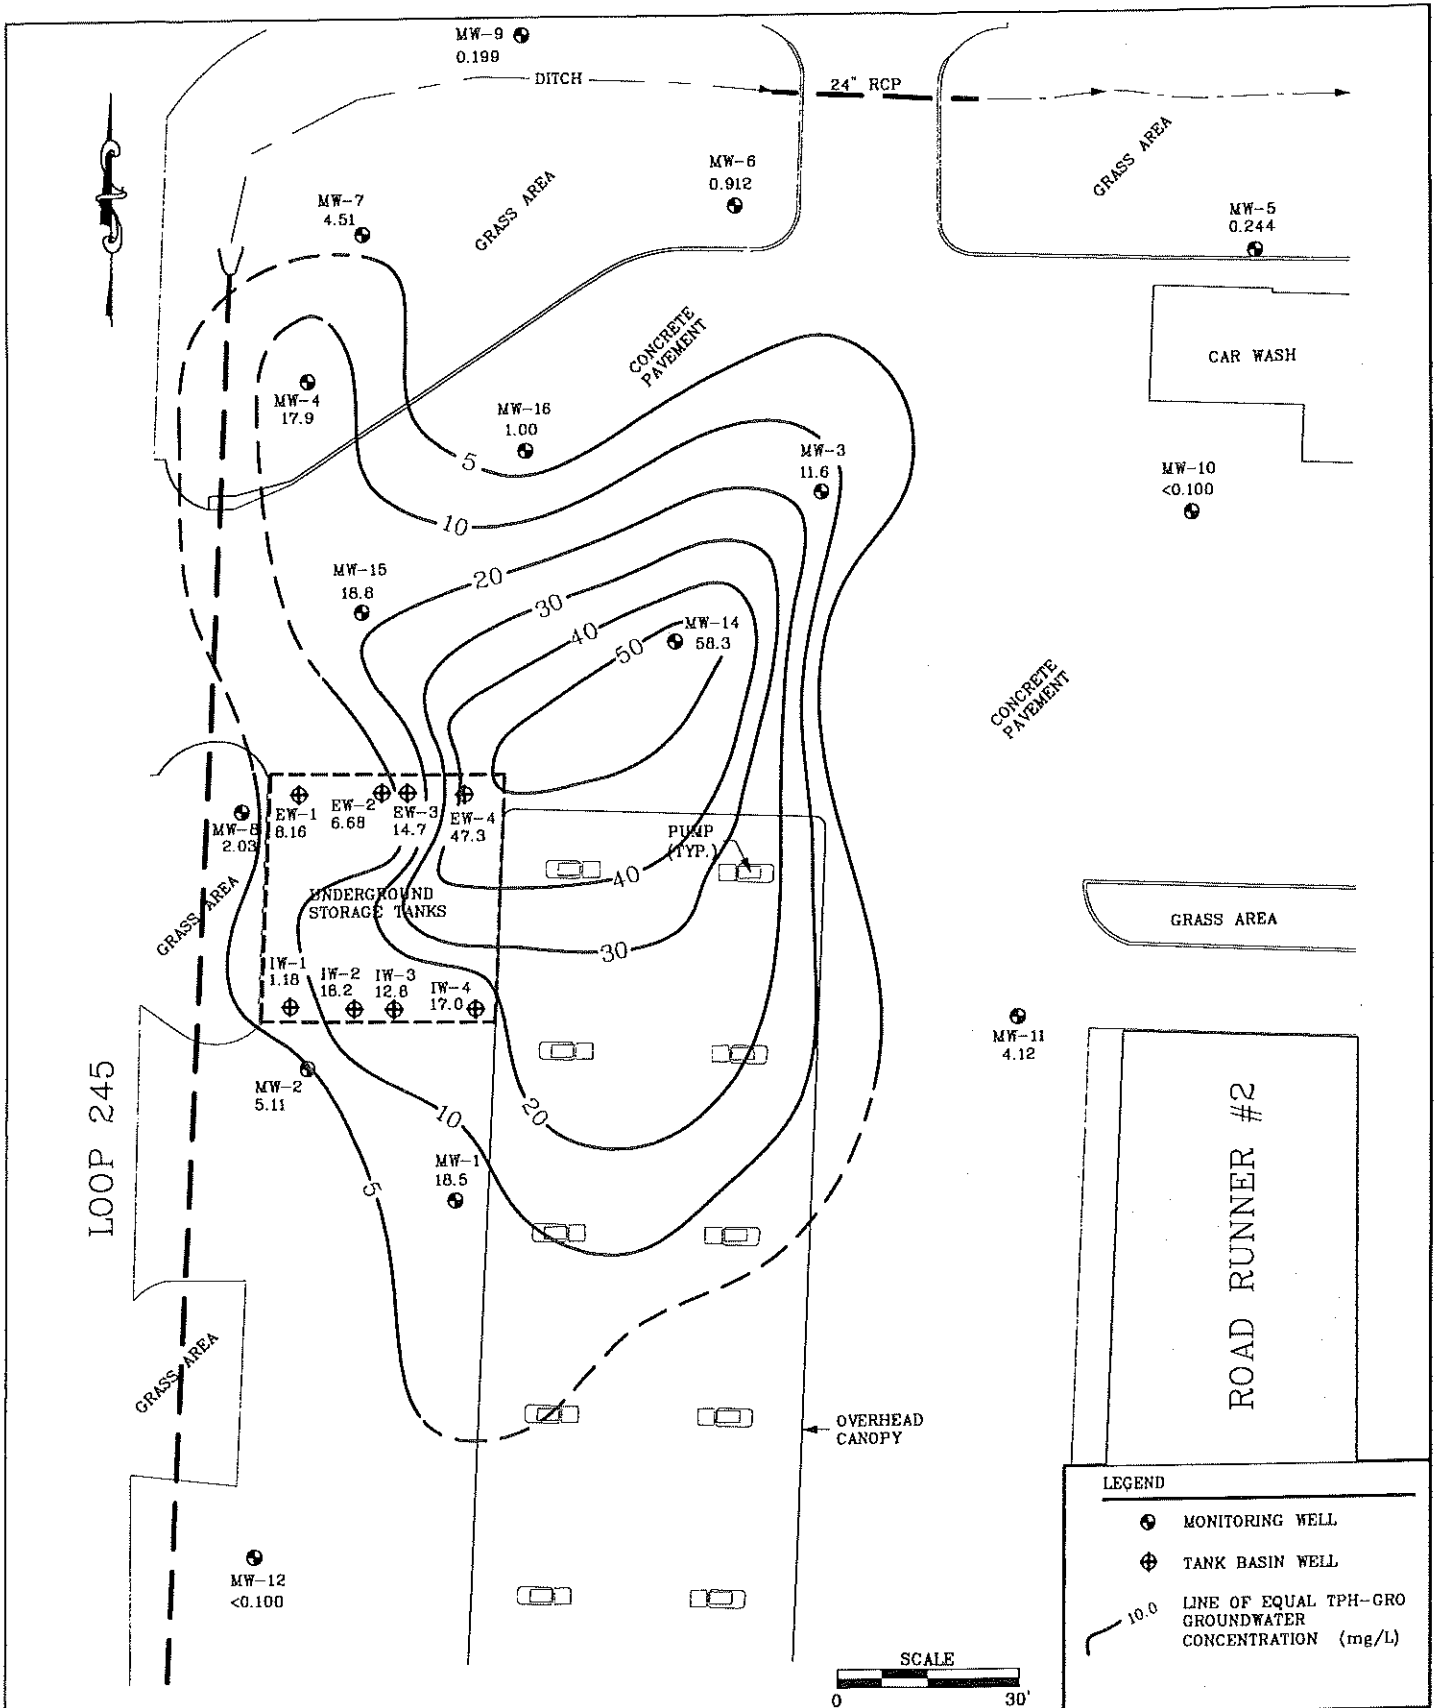 MW-9
0.199
DITCH
24" RCP
GRASS AREA
GRASS AREA
MW-6
0.912
MW-7
4.51
MW-5
0.244
CONCRETE
PAVEMENT
CAR WASH
MW-4
17.9
MW-16
1.00
5
MW-3
11.6
MW-10
<0.100
10
MW-15
18.8
20
30
40
50
MW-14
58.3
CONCRETE
PAVEMENT
MW-8
2.03
EW-1
8.16
EW-2
6.68
EW-3
14.7
EW-4
47.3
PUMP
(TYP.)
40
UNDERGROUND
STORAGE TANKS
GRASS AREA
GRASS AREA
30
IW-1
1.18
IW-2
18.2
IW-3
12.8
IW-4
17.0
MW-11
4.12
MW-2
5.11
10
20
LOOP 245
MW-1
18.5
5
ROAD RUNNER #2
GRASS AREA
OVERHEAD
CANOPY
MW-12
<0.100
LEGEND
MONITORING WELL
TANK BASIN WELL
10.0
LINE OF EQUAL TPH-GRO
GROUNDWATER
CONCENTRATION (mg/L)
SCALE
0 30'